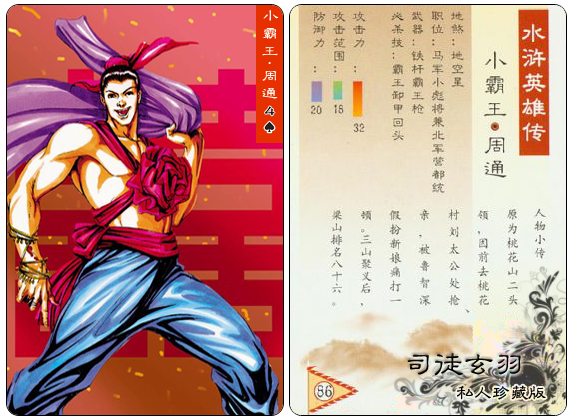 小霸王·周通 4♠
水浒英雄传
小霸王·周通
地煞:地空星
职位:马军小彪将兼北军营都统
武器:铁杆霸王枪
必杀技:霸王卸甲回头
攻击力: 32
攻击范围: 15
防御力: 20
人物小传
原为桃花山二头
领,因前去桃花
村刘太公处抢、
亲,被鲁智深
假扮新娘痛打一
顿。三山聚义后,
梁山排名八十六。
86
司徒玄羽
私人珍藏版